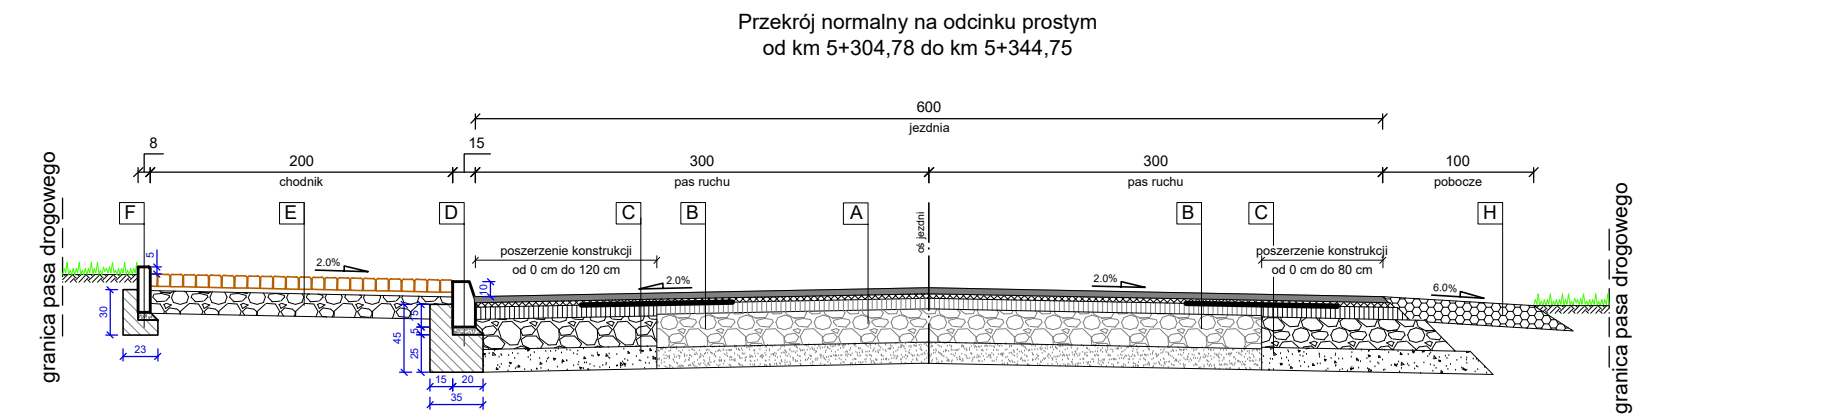 Przekrój normalny na odcinku prostym
od km 5+304,78 do km 5+344,75
600
jezdnia
8
200
chodnik
15
300
pas ruchu
300
pas ruchu
100
pobocze
granica pasa drogowego
F
E
D
C
B
A
oś jezdni
B
C
H
granica pasa drogowego
poszerzenie konstrukcji
od 0 cm do 120 cm
poszerzenie konstrukcji
od 0 cm do 80 cm
5
2.0%
10
2.0%
2.0%
6.0%
30
23
45
15
5
25
15
20
35